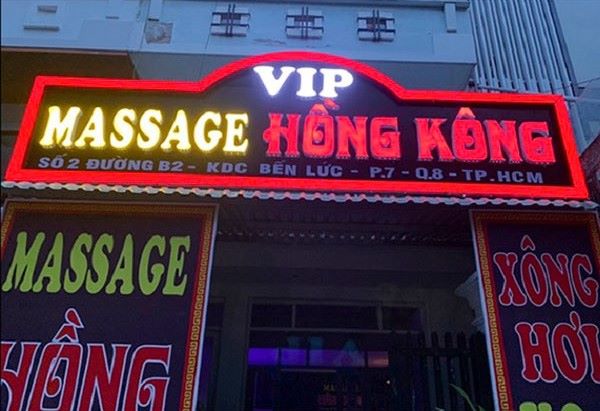 VIP
MASSAGE HỒNG KÔNG
SỐ 2 ĐƯỜNG B2 - KDC BẾN LỨC - P.7 - Q.8 - TP.HCM
MASSAGE
HỒNG
XÔNG
HƠI